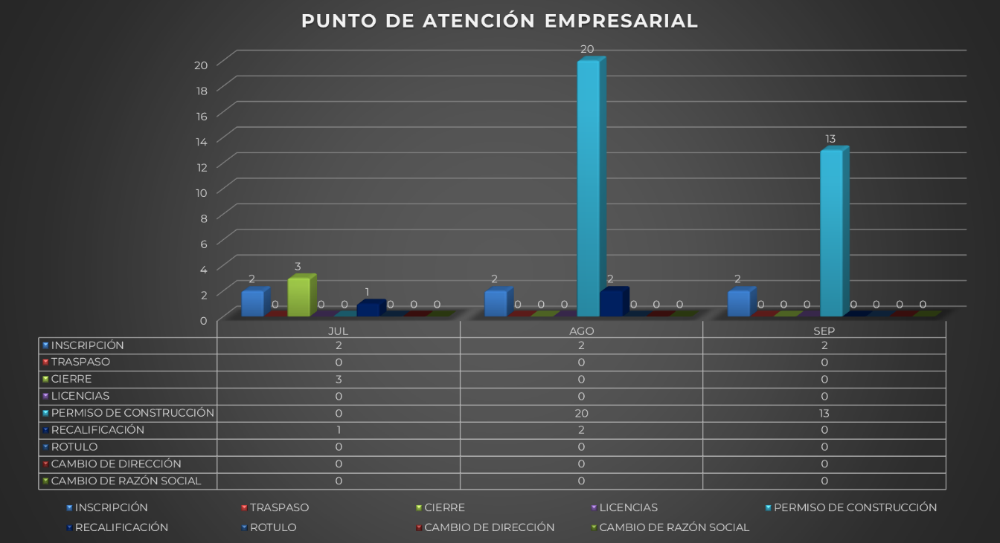 PUNTO DE ATENCIÓN EMPRESARIAL
20
18
16
14
12
10
8
6
4
2
0
2 0 3 0 0 1 0 0 0
2 0 0 0 20 2 0 0 0
2 0 0 0 13 0 0 0 0
JUL AGO SEP
INSCRIPCIÓN 2 2 2
TRASPASO 0 0 0
CIERRE 3 0 0
LICENCIAS 0 0 0
PERMISO DE CONSTRUCCIÓN 0 20 13
RECALIFICACIÓN 1 2 0
ROTULO 0 0 0
CAMBIO DE DIRECCIÓN 0 0 0
CAMBIO DE RAZÓN SOCIAL 0 0 0
INSCRIPCIÓN TRASPASO CIERRE LICENCIAS PERMISO DE CONSTRUCCIÓN
RECALIFICACIÓN ROTULO CAMBIO DE DIRECCIÓN CAMBIO DE RAZÓN SOCIAL